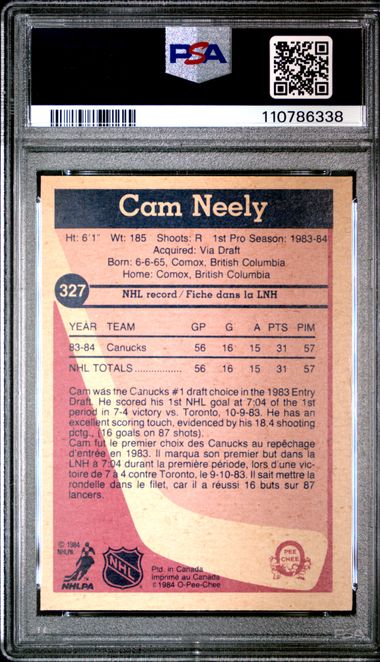 PSA
110786338
Cam Neely
Ht: 6'1" Wt: 185 Shoots: R 1st Pro Season: 1983-84
Acquired: Via Draft
Born: 6-6-65, Comox, British Columbia
Home: Comox, British Columbia
327
NHL record / Fiche dans la LNH
YEAR TEAM GP G A PTS PIM
83-84 Canucks 56 16 15 31 57
NHL TOTALS ................ 56 16 15 31 57
Cam was the Canucks #1 draft choice in the 1983 Entry
Draft. He scored his 1st NHL goal at 7:04 of the 1st
period in 7-4 victory vs. Toronto, 10-9-83. He has an
excellent scoring touch, evidenced by his 18.4 shooting
pctg., (16 goals on 87 shots).
Cam fut le premier choix des Canucks au repêchage
d'entrée en 1983. Il marqua son premier but dans la
LNH à 7:04 durant la première période, lors d'une vic-
toire de 7 à 4 contre Toronto, le 9-10-83. Il sait mettre la
rondelle dans le filet, car il a réussi 16 buts sur 87
lancers.
© 1984
NHLPA
NHLPA
NHL
Ptd. in Canada
Imprimé au Canada
© 1984 O-Pee-Chee
O
PEE
CHEE
PSA